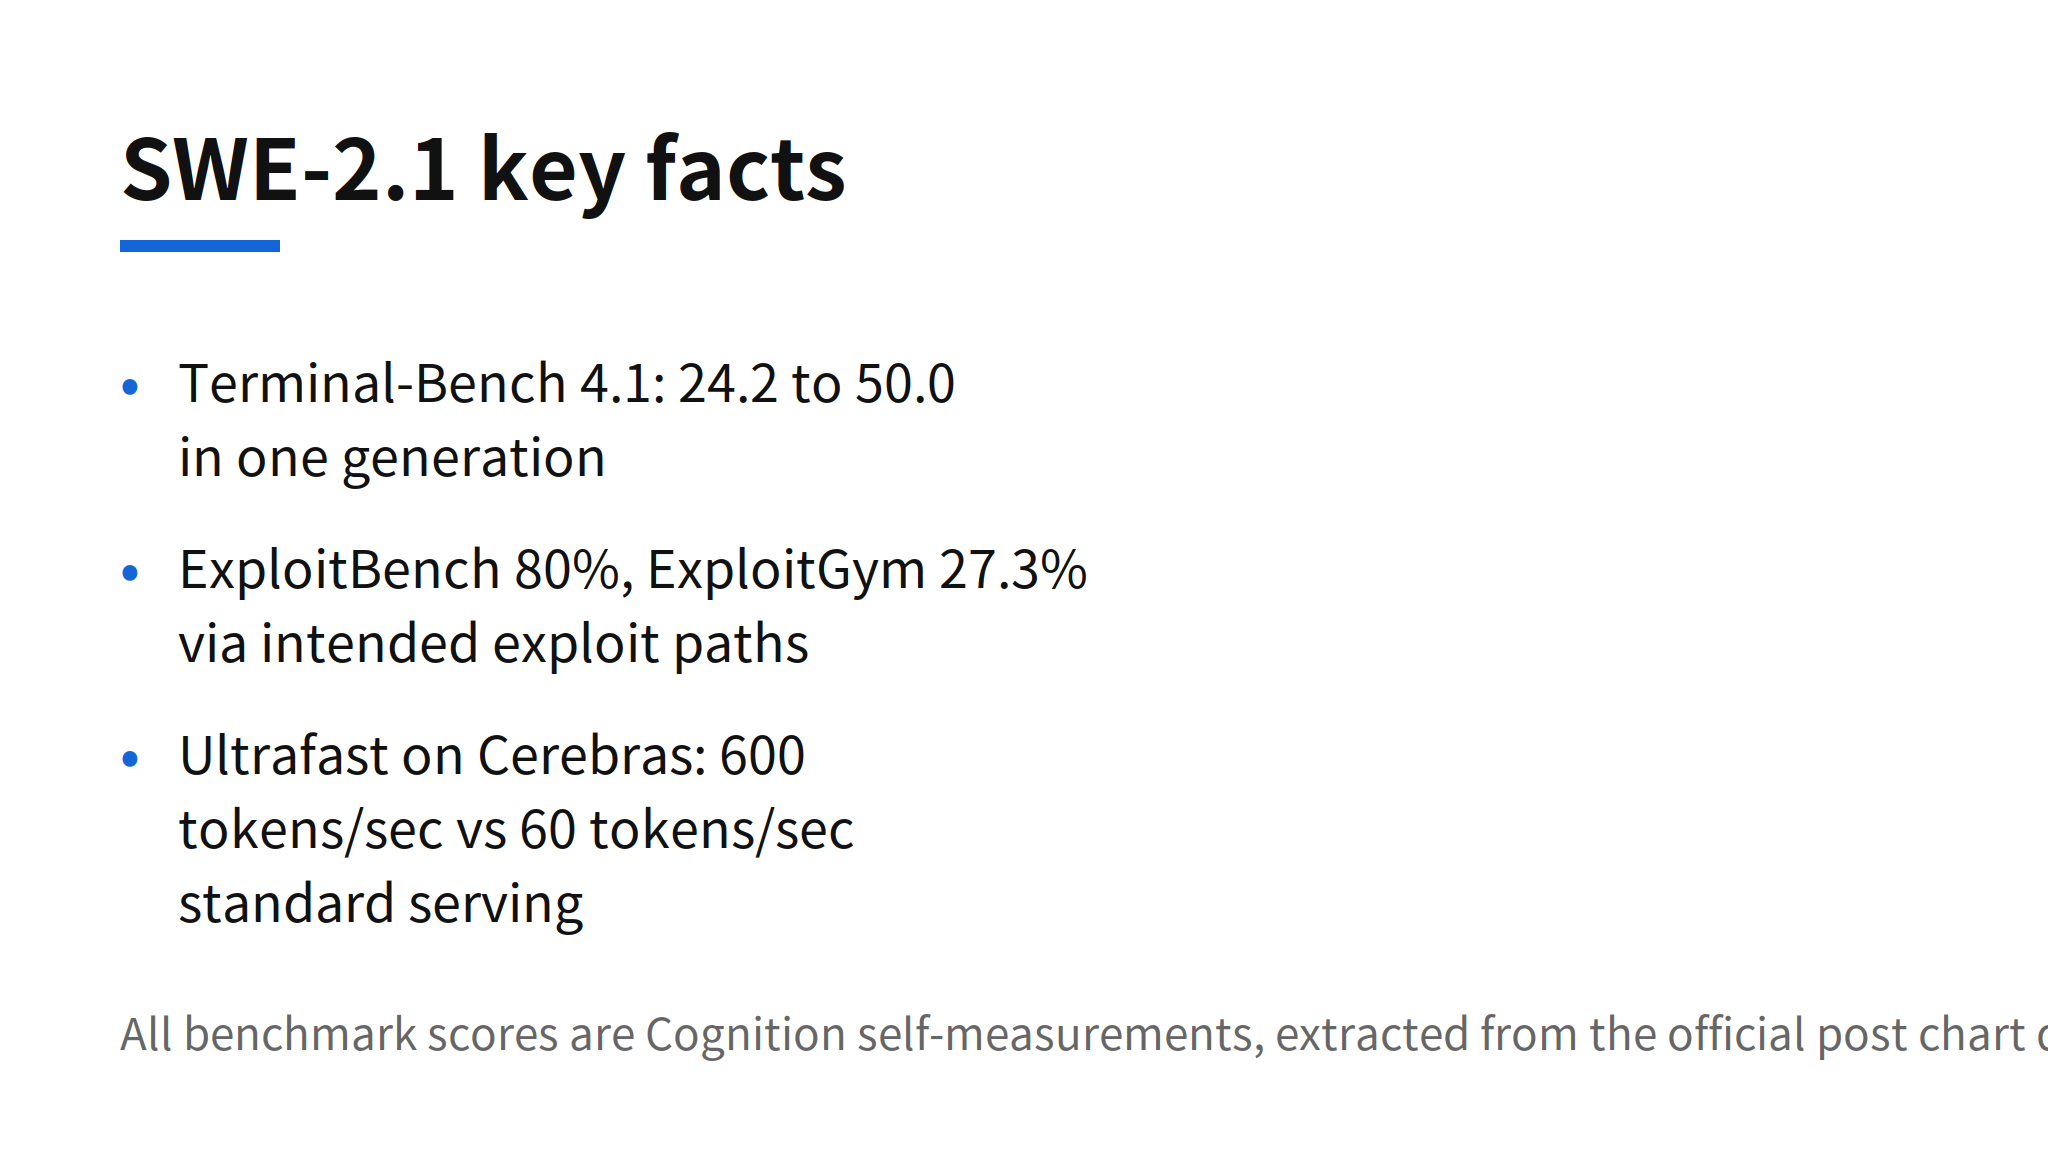 SWE-2.1 key facts
• Terminal-Bench 4.1: 24.2 to 50.0
in one generation
• ExploitBench 80%, ExploitGym 27.3%
via intended exploit paths
• Ultrafast on Cerebras: 600
tokens/sec vs 60 tokens/sec
standard serving
All benchmark scores are Cognition self-measurements, extracted from the official post chart